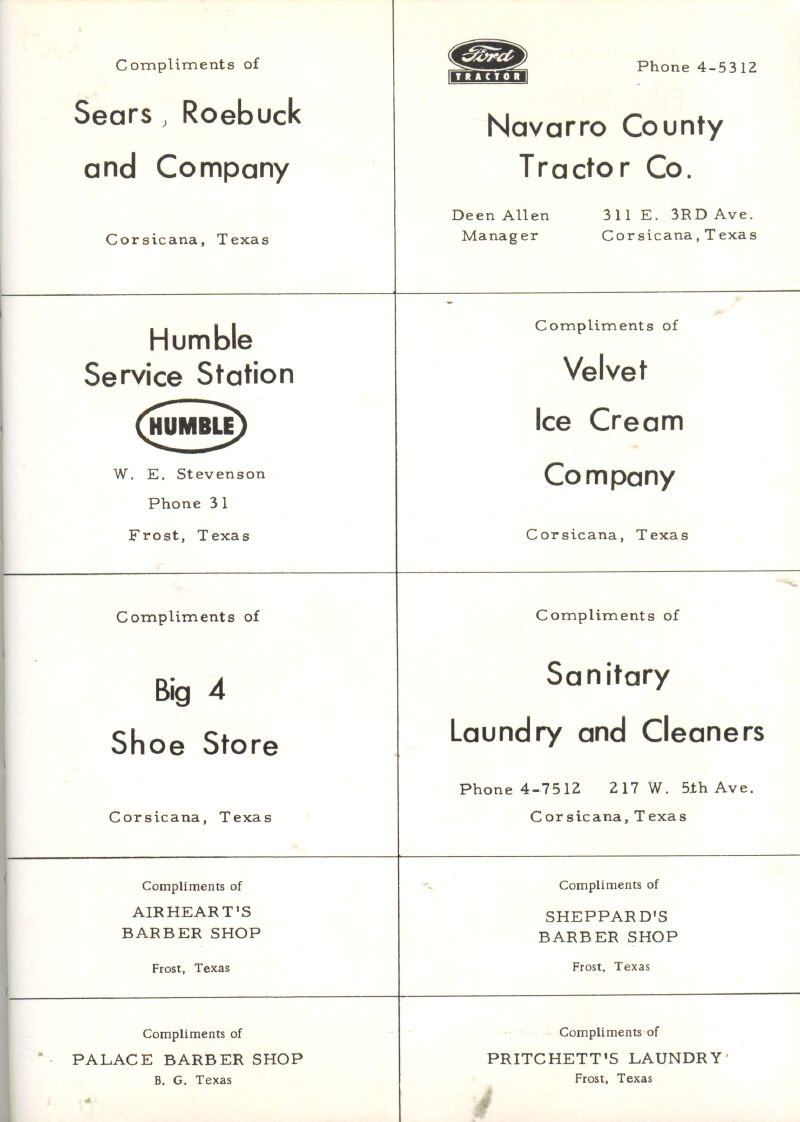 Compliments of
Sears, Roebuck
and Company
Corsicana, Texas
Ford
TRACTOR
Phone 4-5312
Navarro County
Tractor Co.
Deen Allen
Manager
311 E. 3RD Ave.
Corsicana, Texas
Humble
Service Station
HUMBLE
W. E. Stevenson
Phone 31
Frost, Texas
Compliments of
Velvet
Ice Cream
Company
Corsicana, Texas
Compliments of
Big 4
Shoe Store
Corsicana, Texas
Compliments of
Sanitary
Laundry and Cleaners
Phone 4-7512 217 W. 5th Ave.
Corsicana, Texas
Compliments of
AIRHEART'S
BARBER SHOP
Frost, Texas
Compliments of
SHEPPARD'S
BARBER SHOP
Frost, Texas
Compliments of
PALACE BARBER SHOP
B. G. Texas
Compliments of
PRITCHETT'S LAUNDRY
Frost, Texas